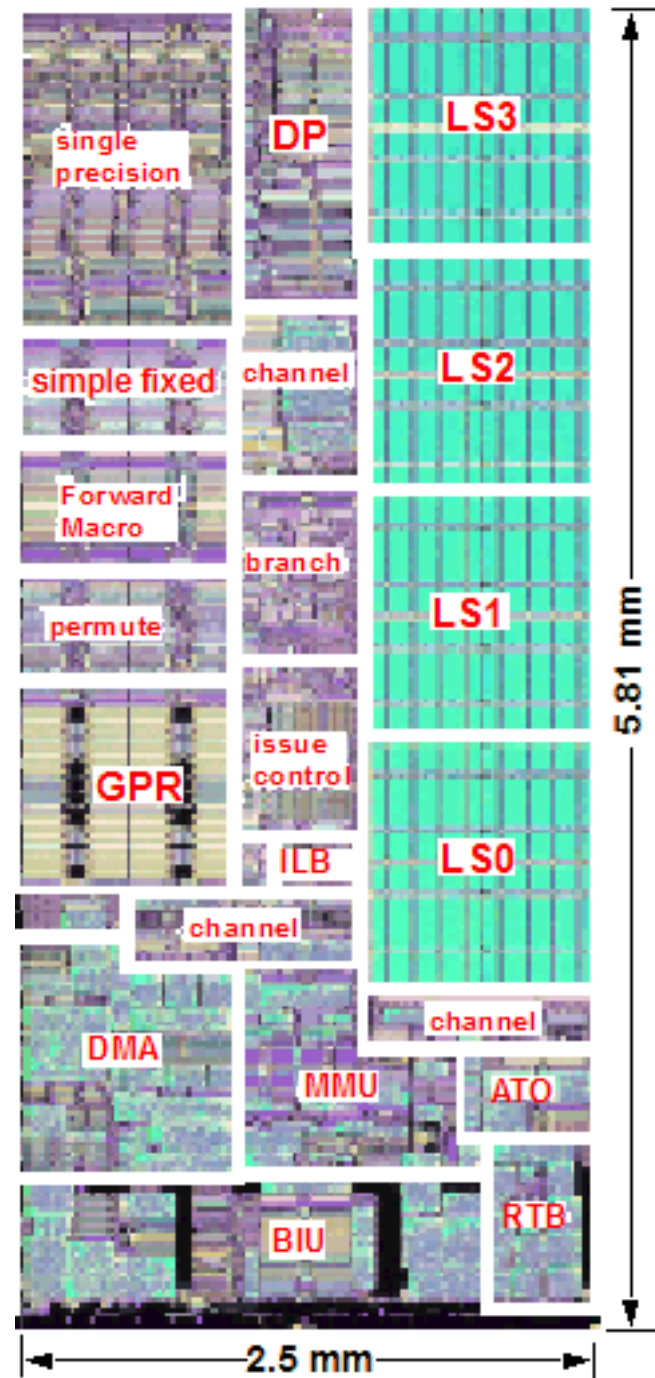 single
precision
DP
LS3
simple fixed
channel
LS2
Forward
Macro
branch
LS1
permute
5.81 mm
GPR
issue
control
ILB
LS0
channel
channel
DMA
MMU
ATO
RTB
BIU
2.5 mm